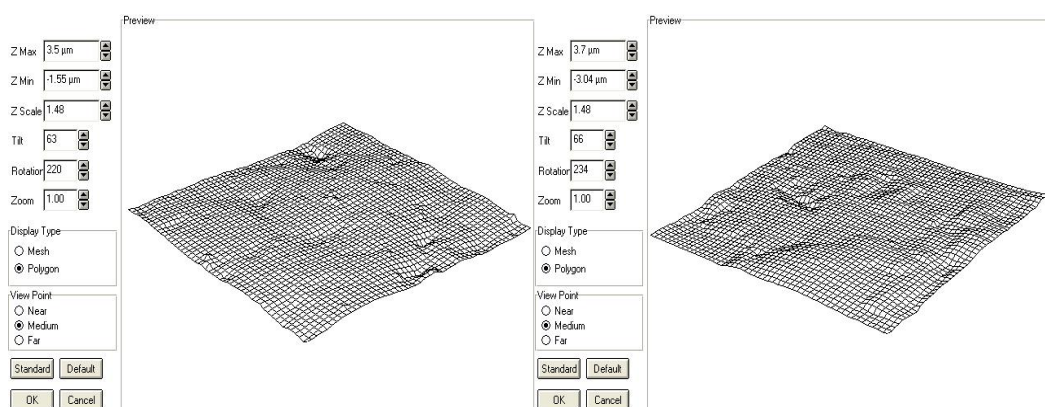 Preview
Z Max 3.5 µm
Z Min -1.55 µm
Z Scale 1.48
Tilt 63
Rotation 220
Zoom 1.00
Display Type
Mesh
Polygon
View Point
Near
Medium
Far
Standard Default
OK Cancel
Preview
Z Max 3.7 µm
Z Min -3.04 µm
Z Scale 1.48
Tilt 66
Rotation 234
Zoom 1.00
Display Type
Mesh
Polygon
View Point
Near
Medium
Far
Standard Default
OK Cancel